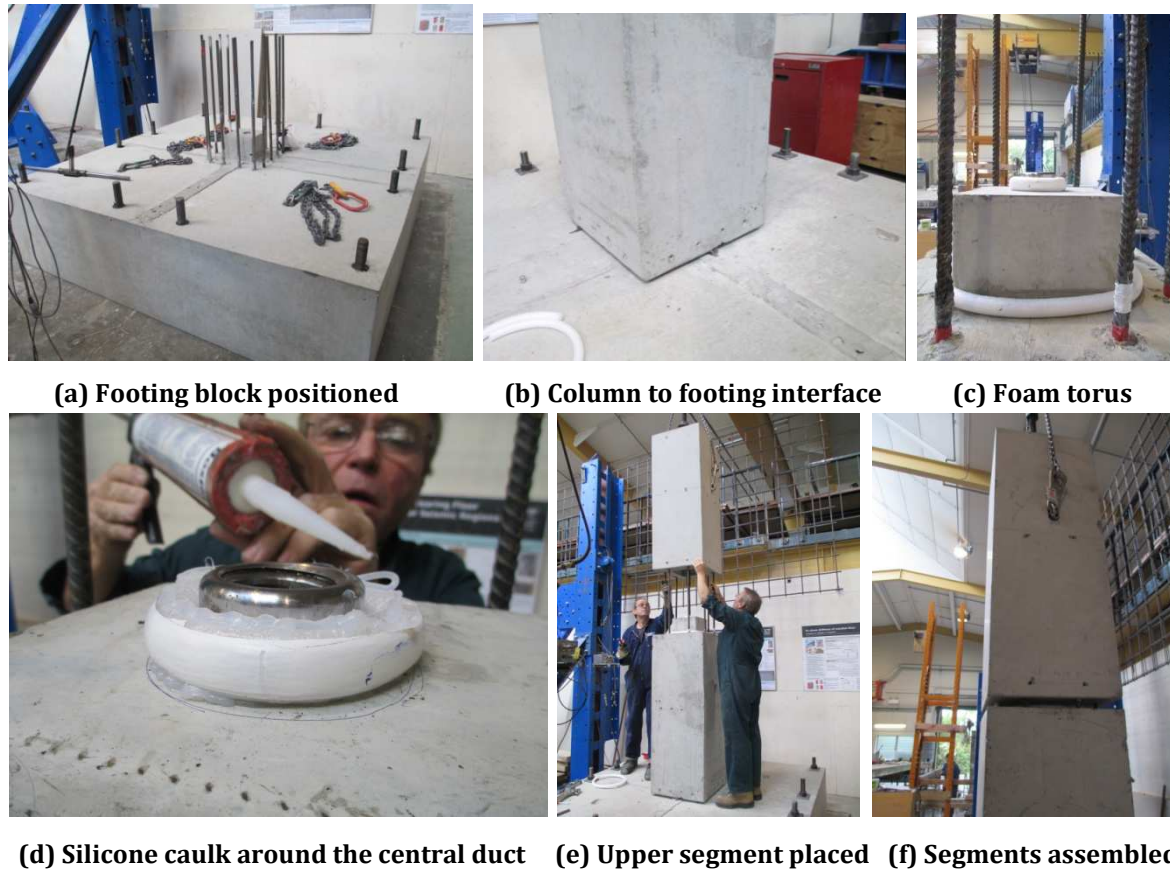 (a) Footing block positioned
(b) Column to footing interface
(c) Foam torus
(d) Silicone caulk around the central duct
(e) Upper segment placed
(f) Segments assembled